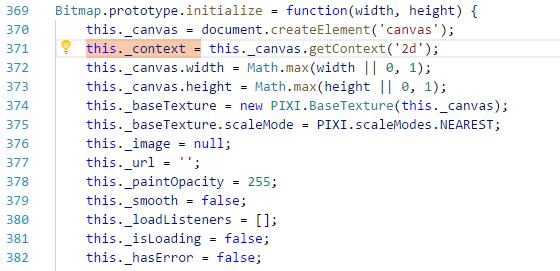 369 Bitmap.prototype.initialize = function(width, height) {
370 this._canvas = document.createElement('canvas');
371 this._context = this._canvas.getContext('2d');
372 this._canvas.width = Math.max(width || 0, 1);
373 this._canvas.height = Math.max(height || 0, 1);
374 this._baseTexture = new PIXI.BaseTexture(this._canvas);
375 this._baseTexture.scaleMode = PIXI.scaleModes.NEAREST;
376 this._image = null;
377 this._url = '';
378 this._paintOpacity = 255;
379 this._smooth = false;
380 this._loadListeners = [];
381 this._isLoading = false;
382 this._hasError = false;